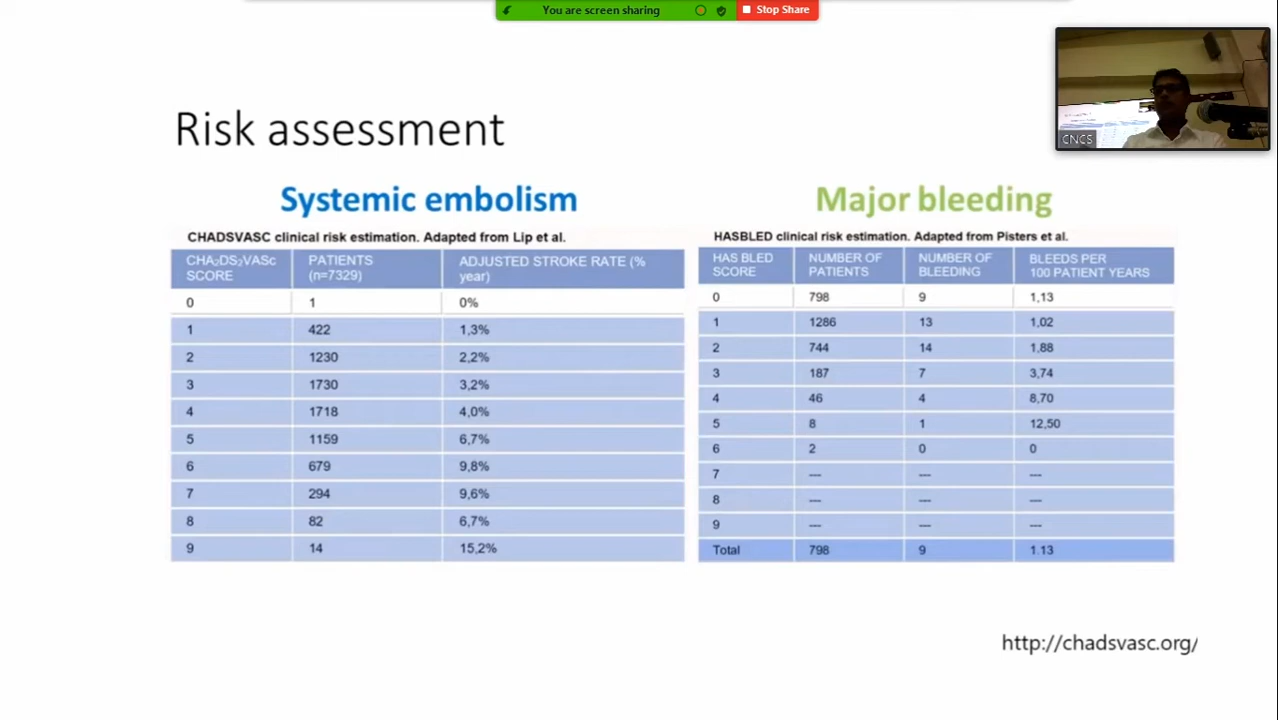 You are screen sharing Stop Share
CNCS
Risk assessment
Systemic embolism
CHADSVASC clinical risk estimation. Adapted from Lip et al.
CHA₂DS₂VASc SCORE PATIENTS (n=7329) ADJUSTED STROKE RATE (% year)
0 1 0%
1 422 1,3%
2 1230 2,2%
3 1730 3,2%
4 1718 4,0%
5 1159 6,7%
6 679 9,8%
7 294 9,6%
8 82 6,7%
9 14 15,2%
Major bleeding
HASBLED clinical risk estimation. Adapted from Pisters et al.
HAS BLED SCORE NUMBER OF PATIENTS NUMBER OF BLEEDING BLEEDS PER 100 PATIENT YEARS
0 798 9 1,13
1 1286 13 1,02
2 744 14 1,88
3 187 7 3,74
4 46 4 8,70
5 8 1 12,50
6 2 0 0
7 --- --- ---
8 --- --- ---
9 --- --- ---
Total 798 9 1.13
http://chadsvasc.org/